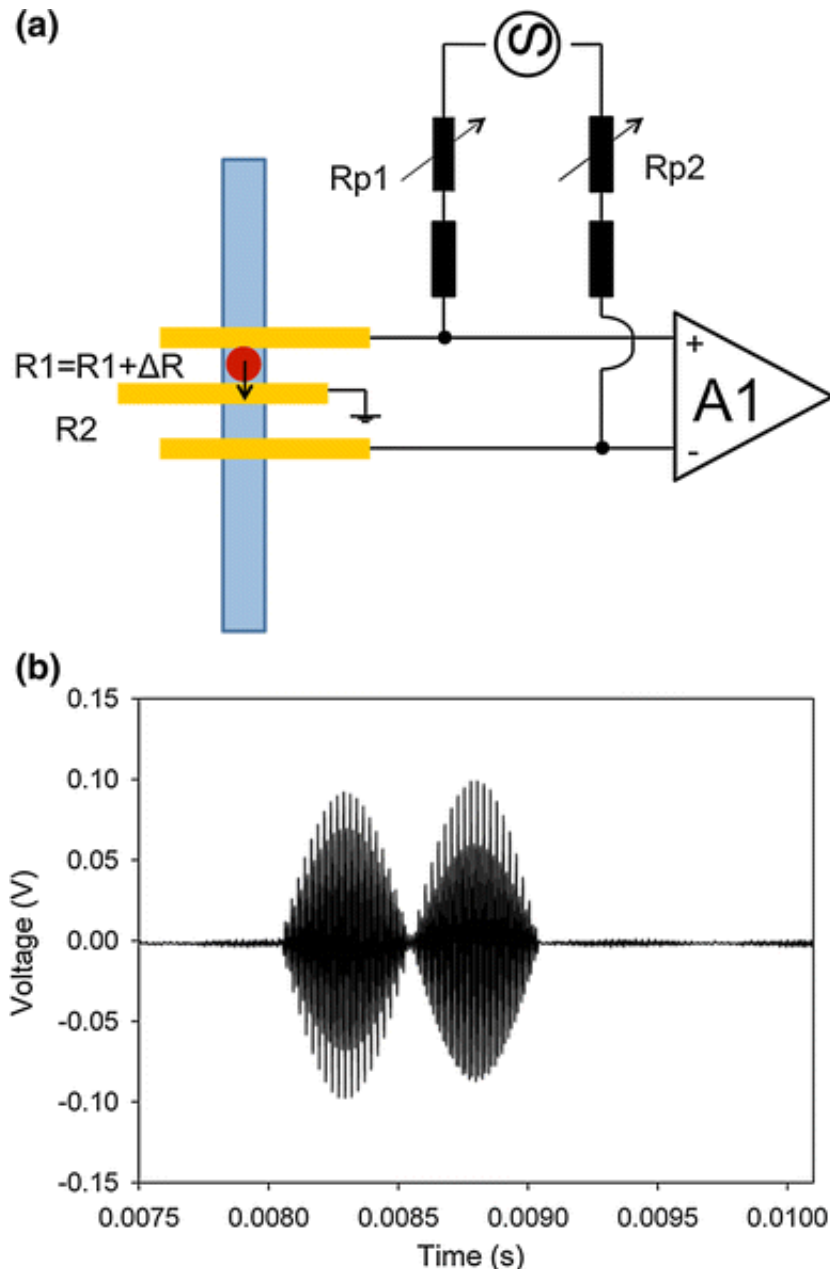 (a)
S
Rp1
Rp2
R1=R1+ΔR
R2
+
A1
-
(b)
0.15
0.10
0.05
0.00
-0.05
-0.10
-0.15
Voltage (V)
0.0075 0.0080 0.0085 0.0090 0.0095 0.0100
Time (s)